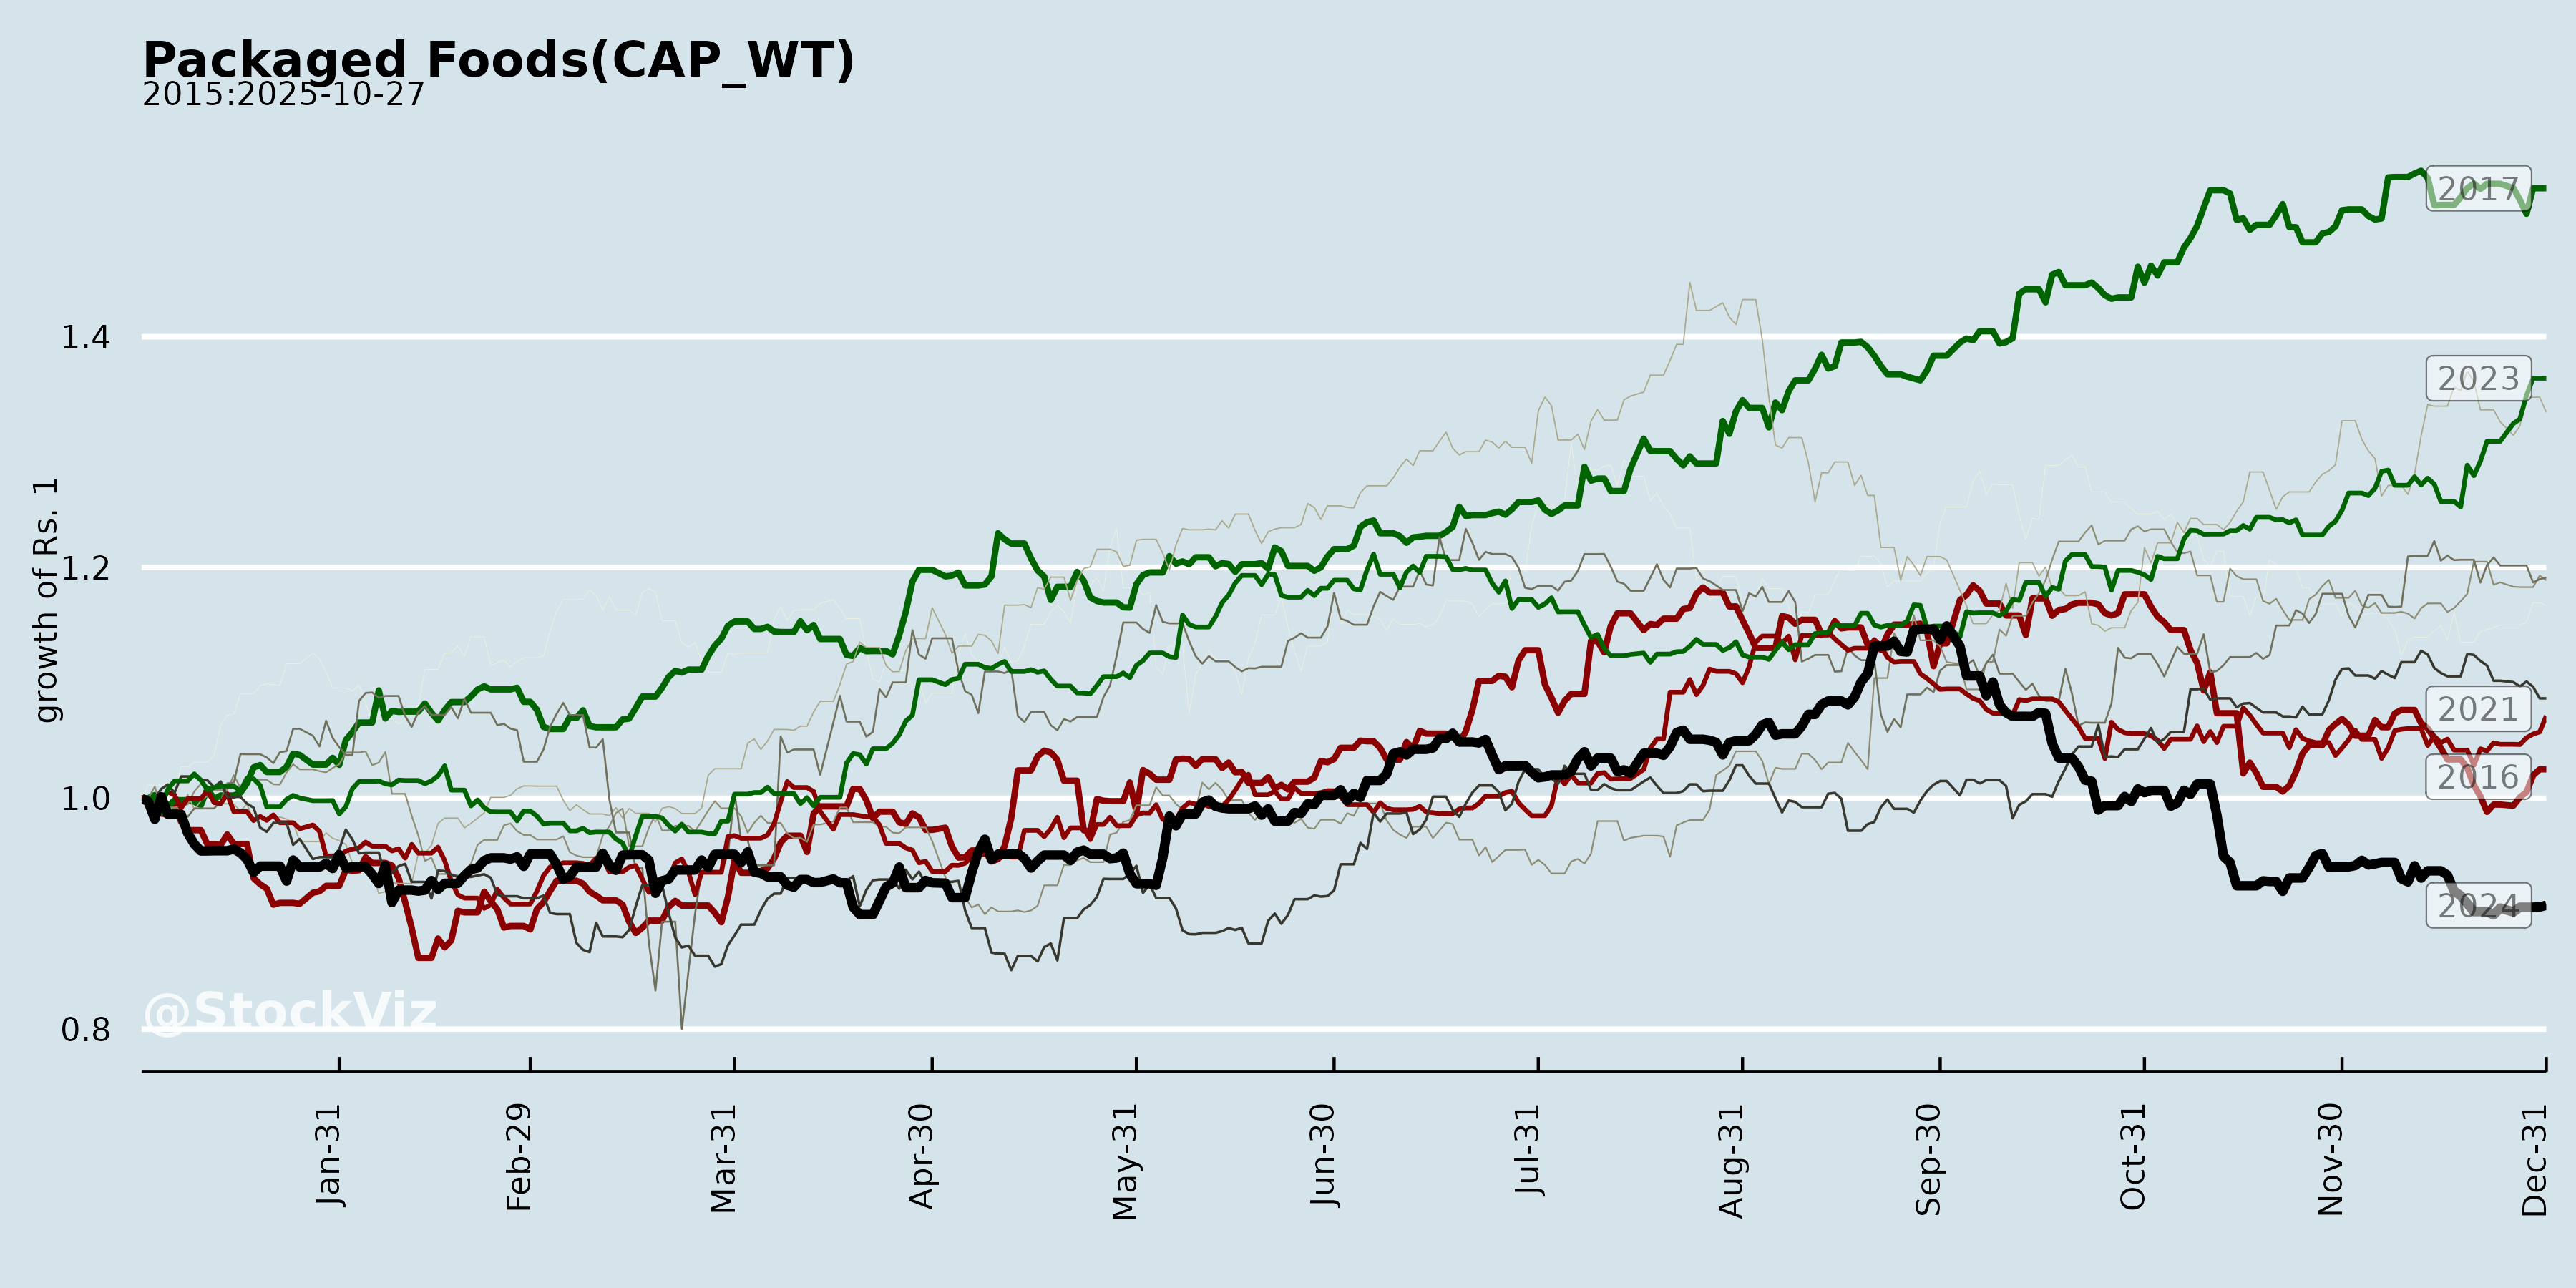 Packaged Foods(CAP_WT)
2015:2025-10-27
growth of Rs. 1
1.4
1.2
1.0
0.8
2017
2023
2021
2016
2024
@StockViz
Jan-31
Feb-29
Mar-31
Apr-30
May-31
Jun-30
Jul-31
Aug-31
Sep-30
Oct-31
Nov-30
Dec-31